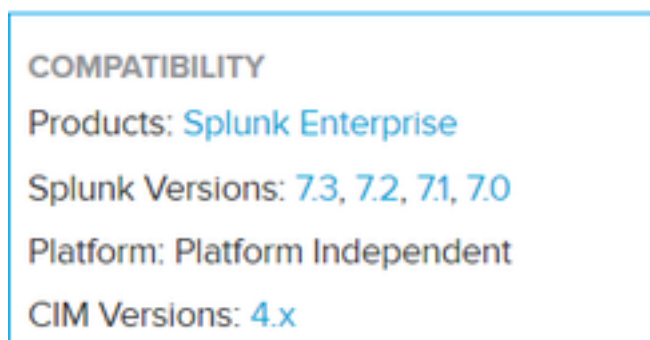 COMPATIBILITY
Products: Splunk Enterprise
Splunk Versions: 7.3, 7.2, 7.1, 7.0
Platform: Platform Independent
CIM Versions: 4.x